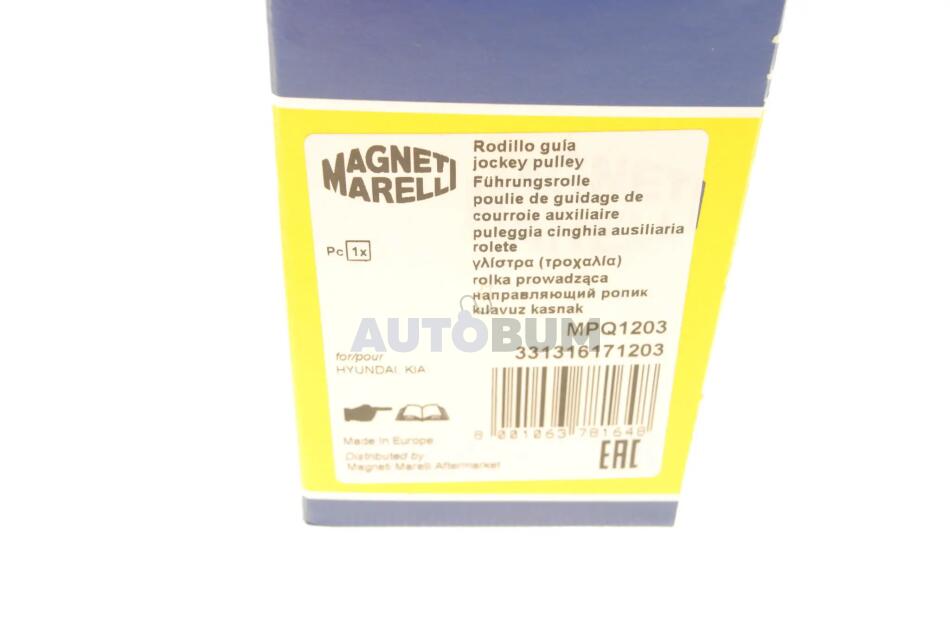 MAGNETI
MARELLI
Pc 1x
Rodillo guia
jockey pulley
Führungsrolle
poulie de guidage de
courroie auxiliaire
puleggia cinghia ausiliaria
rolete
γλίστρα (τροχαλία)
rolka prowadząca
направляющий ролик
kılavuz kasnak
AUTOBUM
MPQ1203
331316171203
for/pour
HYUNDAI KIA
8 001063 781648
Made In Europe
Distributed by
Magneti Marelli Aftermarket
EAC